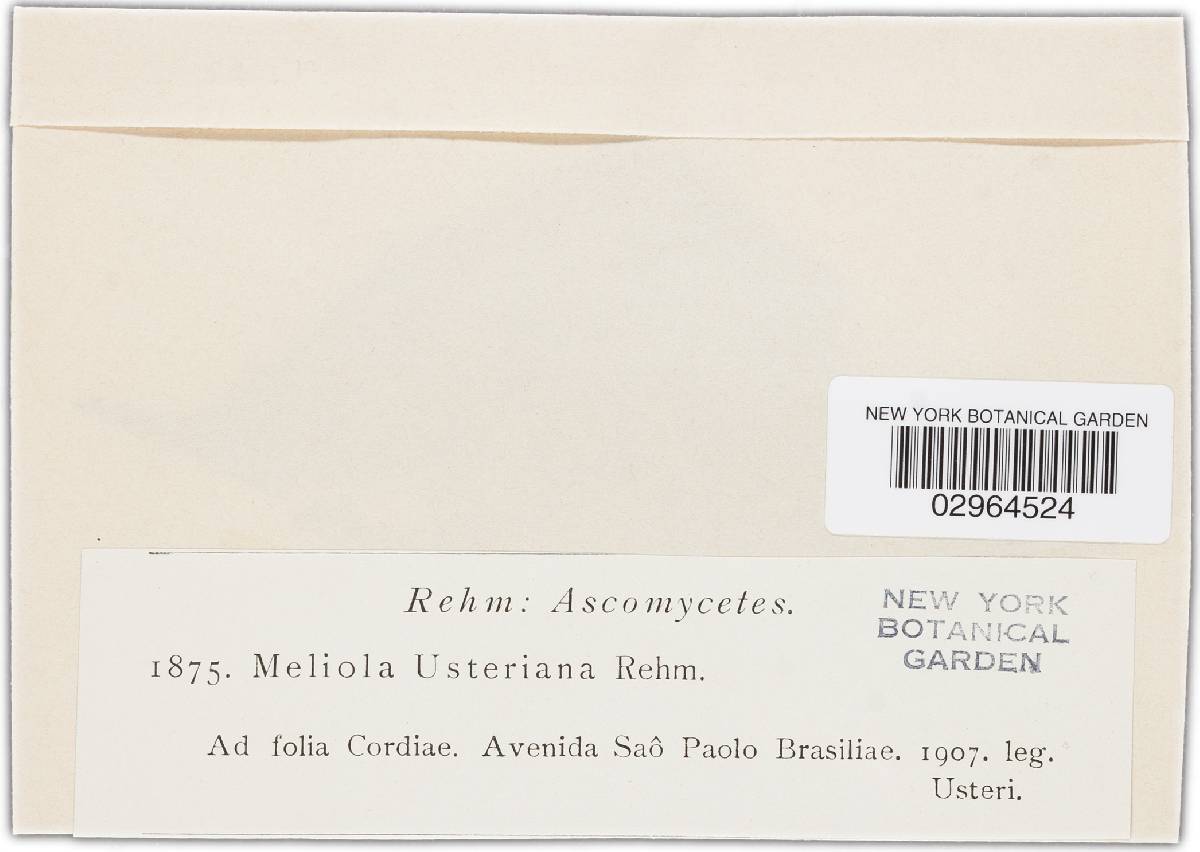 NEW YORK BOTANICAL GARDEN
02964524
Rehm: Ascomycetes.
NEW YORK
BOTANICAL
GARDEN
1875. Meliola Usteriana Rehm.
Ad folia Cordiae. Avenida Saô Paolo Brasiliae. 1907. leg.
Usteri.